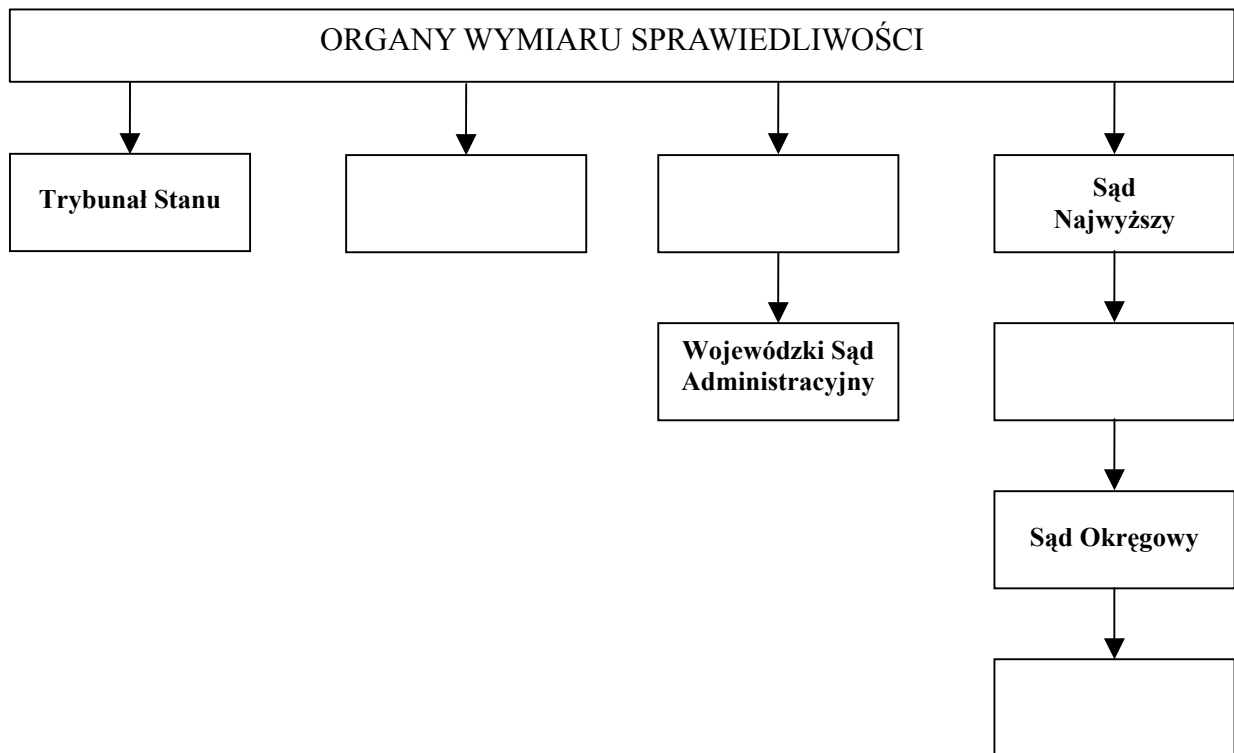 ORGANY WYMIARU SPRAWIEDLIWOŚCI
Trybunał Stanu
Sąd
Najwyższy
Wojewódzki Sąd
Administracyjny
Sąd Okręgowy